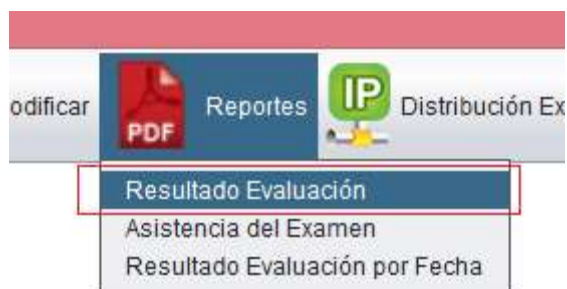 odificar PDF Reportes IP Distribución Ex
Resultado Evaluación
Asistencia del Examen
Resultado Evaluación por Fecha